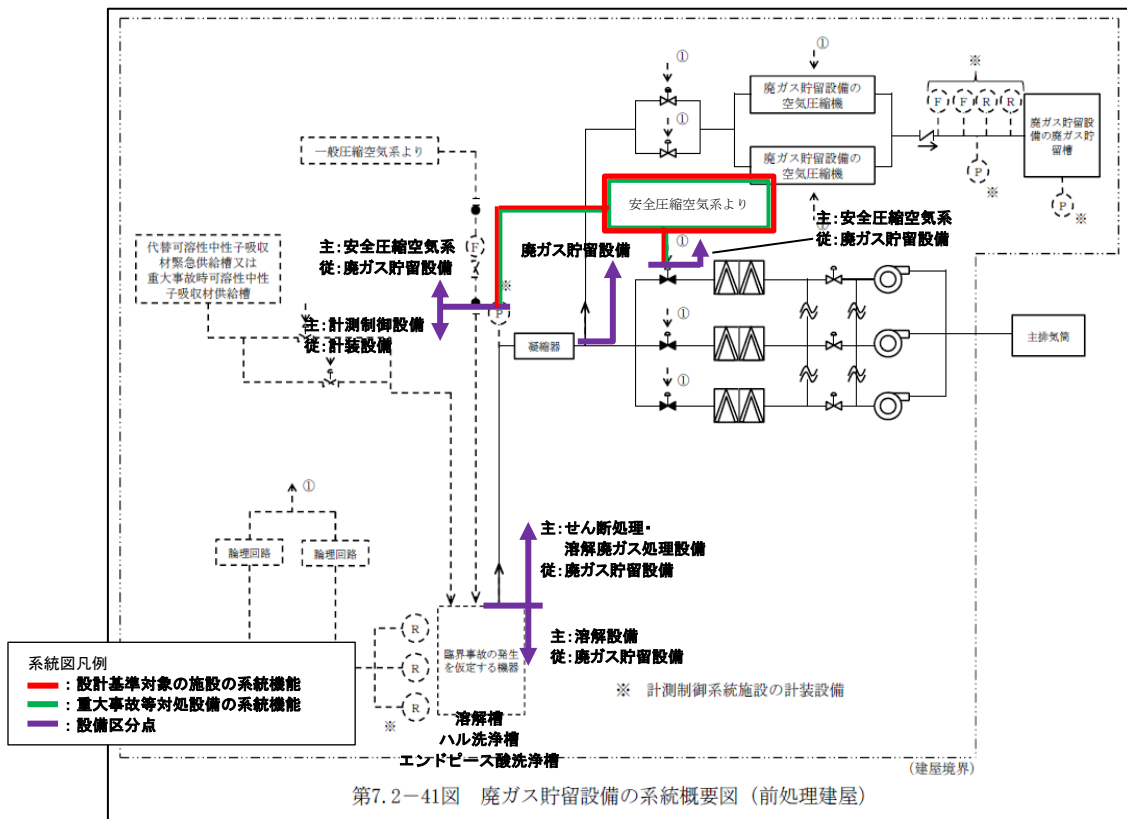 ①
①
廃ガス貯留設備の
空気圧縮機
※
F
F
R
R
廃ガス貯留設
備の廃ガス貯
留槽
①
一般圧縮空気系より
廃ガス貯留設備の
空気圧縮機
P
※
P
※
安全圧縮空気系より
①
主：安全圧縮空気系
従：廃ガス貯留設備
代替可溶性中性子吸収
材緊急供給槽又は
重大事故時可溶性中性
子吸収材供給槽
主：安全圧縮空気系
従：廃ガス貯留設備
F
廃ガス貯留設備
①
※
P
主：計測制御設備
従：計装設備
①
凝縮器
主排気筒
①
①
主：せん断処理・
溶解廃ガス処理設備
従：廃ガス貯留設備
論理回路
論理回路
主：溶解設備
従：廃ガス貯留設備
R
R
R
※
臨界事故の発生
を仮定する機器
※　計測制御系統施設の計装設備
系統図凡例
：設計基準対象の施設の系統機能
：重大事故等対処設備の系統機能
：設備区分点
溶解槽
ハル洗浄槽
エンドピース酸洗浄槽
(建屋境界)
第7.2－41図　廃ガス貯留設備の系統概要図（前処理建屋）